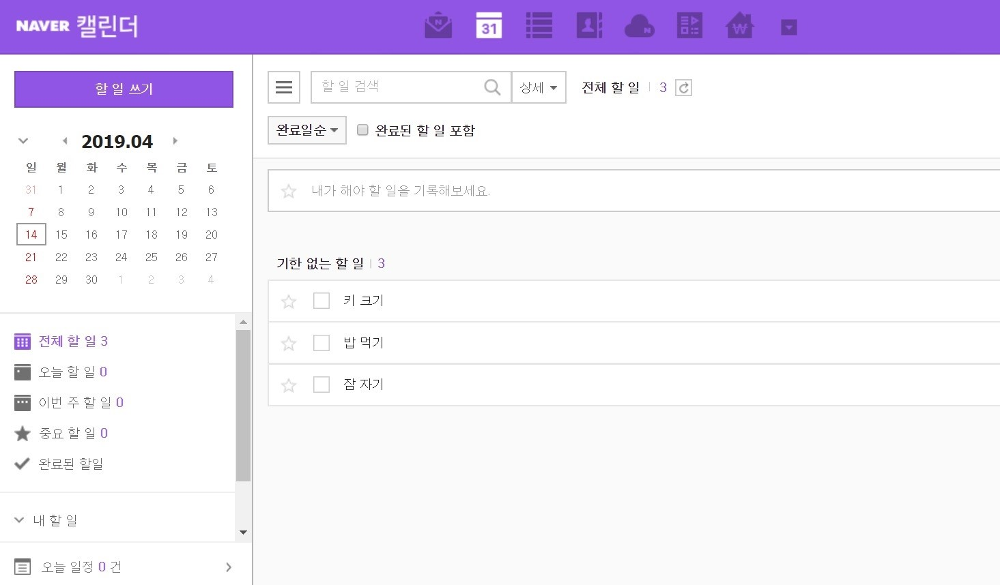 NAVER 캘린더
31
할 일 쓰기
2019.04
일 월 화 수 목 금 토
31 1 2 3 4 5 6
7 8 9 10 11 12 13
14 15 16 17 18 19 20
21 22 23 24 25 26 27
28 29 30 1 2 3 4
전체 할 일 3
오늘 할 일 0
이번 주 할 일 0
중요 할 일 0
완료된 할일
내 할 일
오늘 일정 0 건
할 일 검색 상세 전체 할 일 3
완료일순 완료된 할 일 포함
내가 해야 할 일을 기록해보세요.
기한 없는 할 일 3
키 크기
밥 먹기
잠 자기